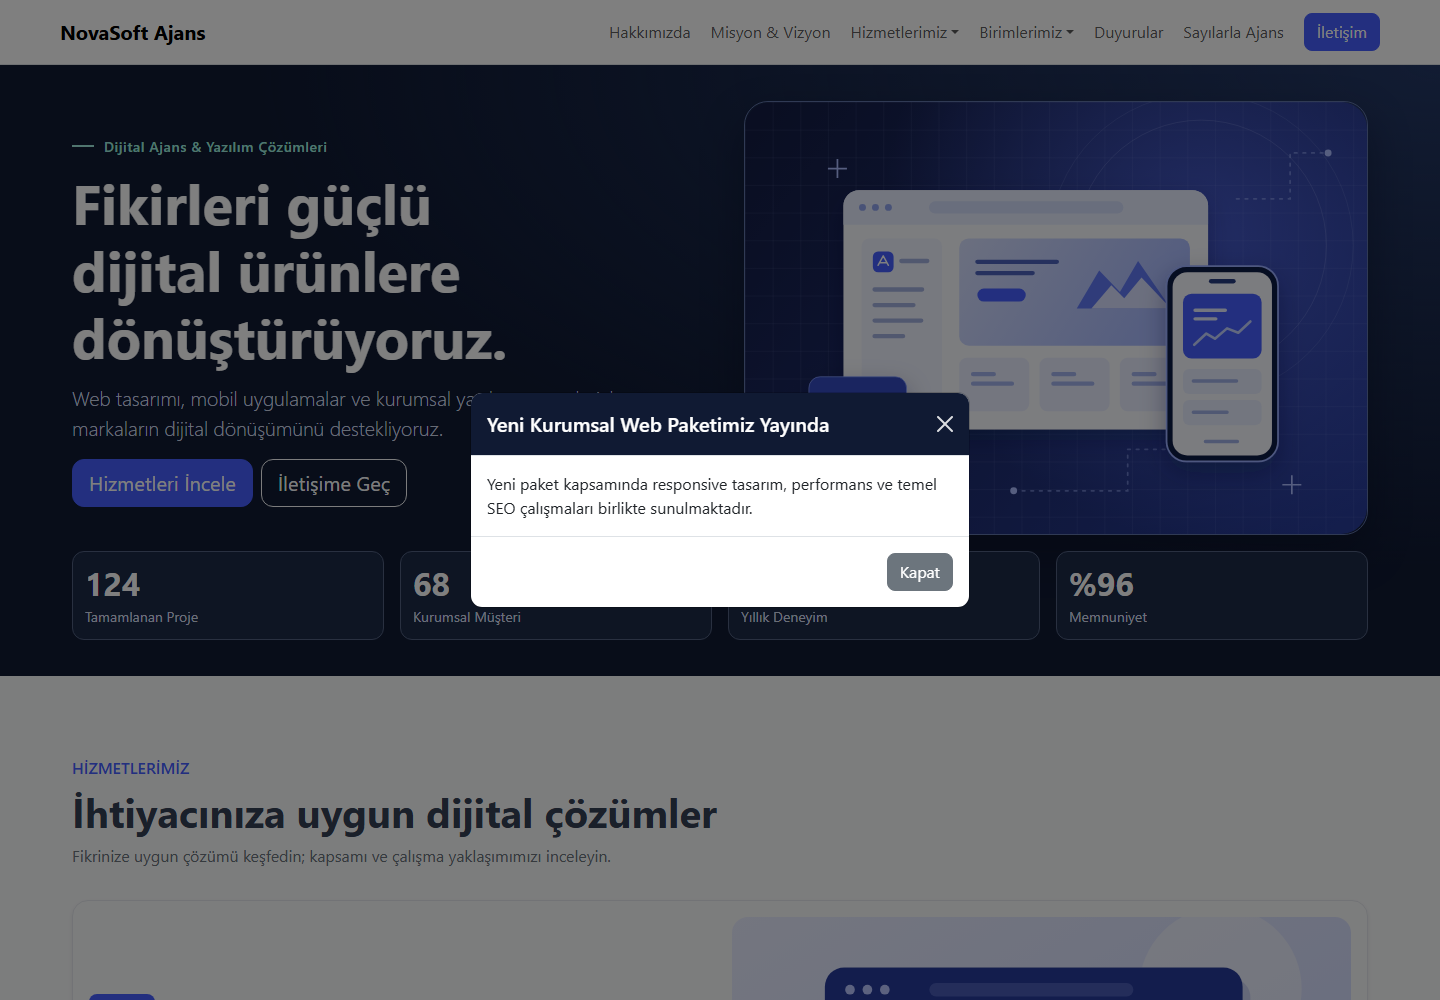 NovaSoft Ajans
Hakkımızda
Misyon & Vizyon
Hizmetlerimiz
Birimlerimiz
Duyurular
Sayılarla Ajans
İletişim
Dijital Ajans & Yazılım Çözümleri
Fikirleri güçlü
dijital ürünlere
dönüştürüyoruz.
Web tasarımı, mobil uygulamalar ve kurumsal
markaların dijital dönüşümünü destekliyoruz.
Hizmetleri İncele
İletişime Geç
Yeni Kurumsal Web Paketimiz Yayında
Yeni paket kapsamında responsive tasarım, performans ve temel
SEO çalışmaları birlikte sunulmaktadır.
Kapat
124
Tamamlanan Proje
68
Kurumsal Müşteri
Yıllık Deneyim
%96
Memnuniyet
HİZMETLERİMİZ
İhtiyacınıza uygun dijital çözümler
Fikrinize uygun çözümü keşfedin; kapsamı ve çalışma yaklaşımımızı inceleyin.